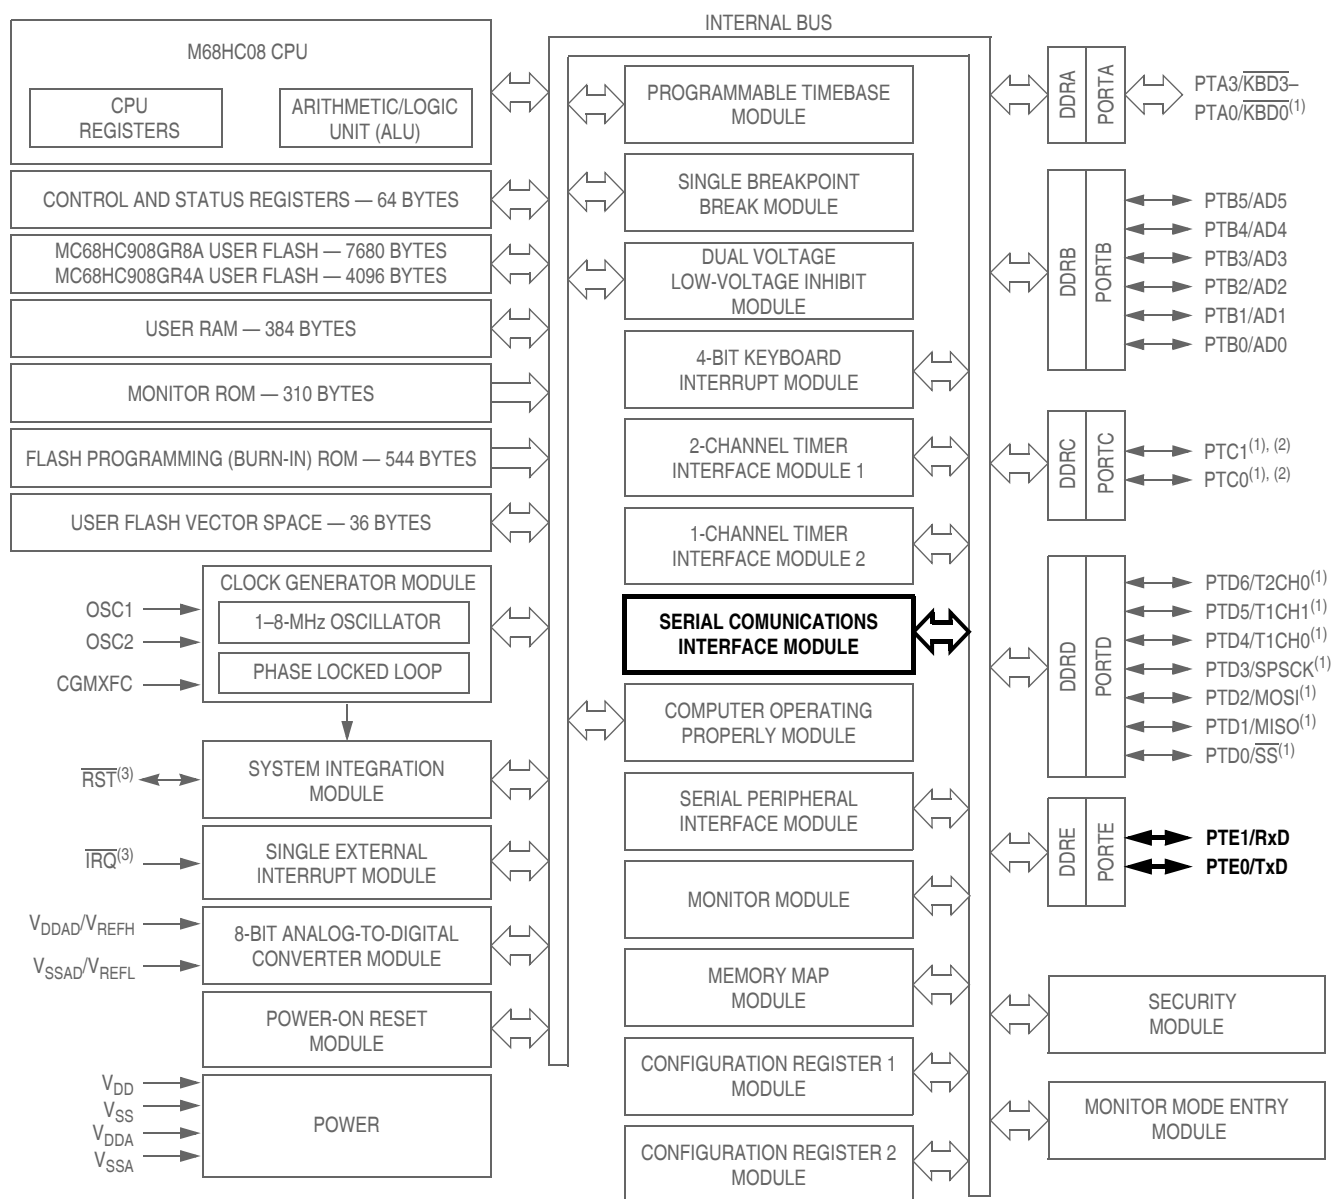 INTERNAL BUS
M68HC08 CPU
CPU
REGISTERS
ARITHMETIC/LOGIC
UNIT (ALU)
CONTROL AND STATUS REGISTERS — 64 BYTES
MC68HC908GR8A USER FLASH — 7680 BYTES
MC68HC908GR4A USER FLASH — 4096 BYTES
USER RAM — 384 BYTES
MONITOR ROM — 310 BYTES
FLASH PROGRAMMING (BURN-IN) ROM — 544 BYTES
USER FLASH VECTOR SPACE — 36 BYTES
CLOCK GENERATOR MODULE
OSC1
1–8-MHz OSCILLATOR
OSC2
PHASE LOCKED LOOP
CGMXFC
RST(3)
SYSTEM INTEGRATION
MODULE
IRQ(3)
SINGLE EXTERNAL
INTERRUPT MODULE
VDDAD/VREFH
8-BIT ANALOG-TO-DIGITAL
CONVERTER MODULE
VSSAD/VREFL
POWER-ON RESET
MODULE
VDD
VSS
VDDA
VSSA
POWER
PROGRAMMABLE TIMEBASE
MODULE
SINGLE BREAKPOINT
BREAK MODULE
DUAL VOLTAGE
LOW-VOLTAGE INHIBIT
MODULE
4-BIT KEYBOARD
INTERRUPT MODULE
2-CHANNEL TIMER
INTERFACE MODULE 1
1-CHANNEL TIMER
INTERFACE MODULE 2
SERIAL COMUNICATIONS
INTERFACE MODULE
COMPUTER OPERATING
PROPERLY MODULE
SERIAL PERIPHERAL
INTERFACE MODULE
MONITOR MODULE
MEMORY MAP
MODULE
CONFIGURATION REGISTER 1
MODULE
CONFIGURATION REGISTER 2
MODULE
DDRA
PORTA
PTA3/KBD3–
PTA0/KBD0(1)
DDRB
PORTB
PTB5/AD5
PTB4/AD4
PTB3/AD3
PTB2/AD2
PTB1/AD1
PTB0/AD0
DDRC
PORTC
PTC1(1), (2)
PTC0(1), (2)
DDRD
PORTD
PTD6/T2CH0(1)
PTD5/T1CH1(1)
PTD4/T1CH0(1)
PTD3/SPSCK(1)
PTD2/MOSI(1)
PTD1/MISO(1)
PTD0/SS(1)
DDRE
PORTE
PTE1/RxD
PTE0/TxD
SECURITY
MODULE
MONITOR MODE ENTRY
MODULE